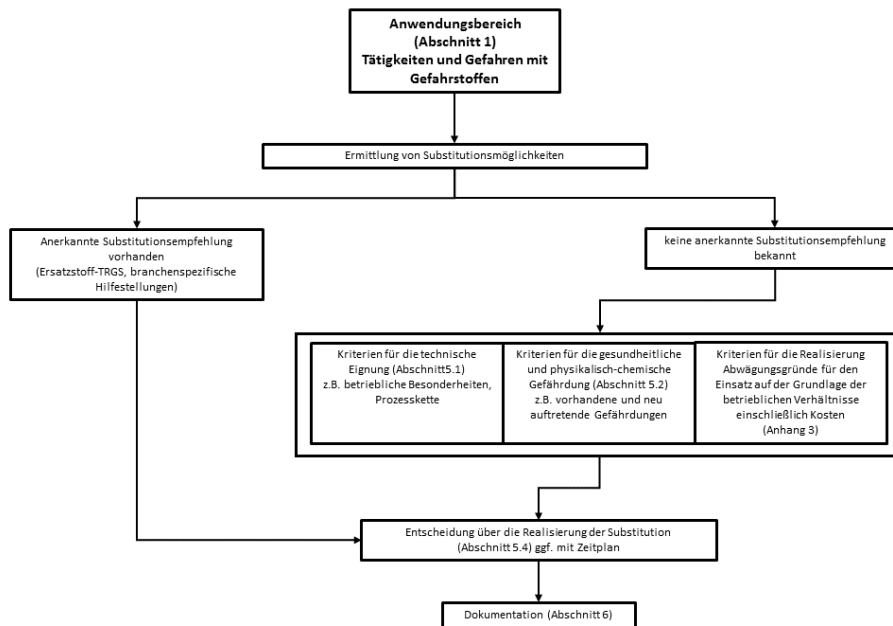 Anwendungsbereich
(Abschnitt 1)
Tätigkeiten und Gefahren mit
Gefahrstoffen
Ermittlung von Substitutionsmöglichkeiten
Anerkannte Substitutionsempfehlung
vorhanden
(Ersatzstoff-TRGS, branchenspezifische
Hilfestellungen)
keine anerkannte Substitutionsempfehlung
bekannt
Kriterien für die technische
Eignung (Abschnitt5.1)
z.B. betriebliche Besonderheiten,
Prozesskette
Kriterien für die gesundheitliche
und physikalisch-chemische
Gefährdung (Abschnitt 5.2)
z.B. vorhandene und neu
auftretende Gefährdungen
Kriterien für die Realisierung
Abwägungsgründe für den
Einsatz auf der Grundlage der
betrieblichen Verhältnisse
einschließlich Kosten
(Anhang 3)
Entscheidung über die Realisierung der Substitution
(Abschnitt 5.4) ggf. mit Zeitplan
Dokumentation (Abschnitt 6)